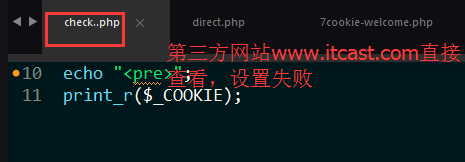 check..php direct.php 7cookie-welcome.php
第三方网站www.itcast.com直接
查看，设置失败
10 echo "<pre>";
11 print_r($_COOKIE);